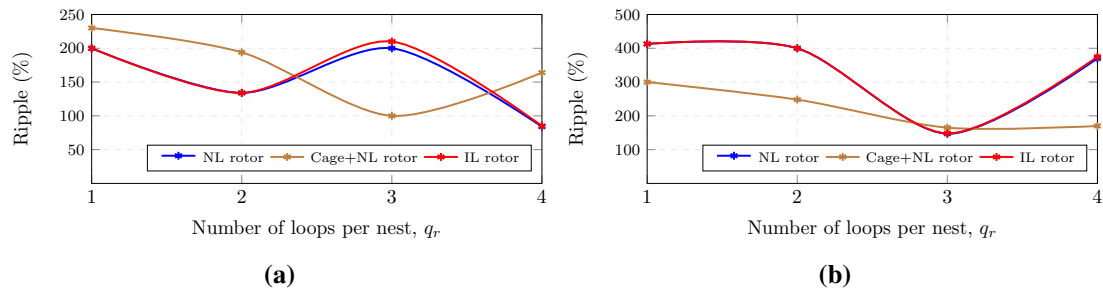 250
200
150
100
50
Ripple (%)
NL rotor Cage+NL rotor IL rotor
1 2 3 4
Number of loops per nest, qr
(a)
500
400
300
200
100
Ripple (%)
NL rotor Cage+NL rotor IL rotor
1 2 3 4
Number of loops per nest, qr
(b)